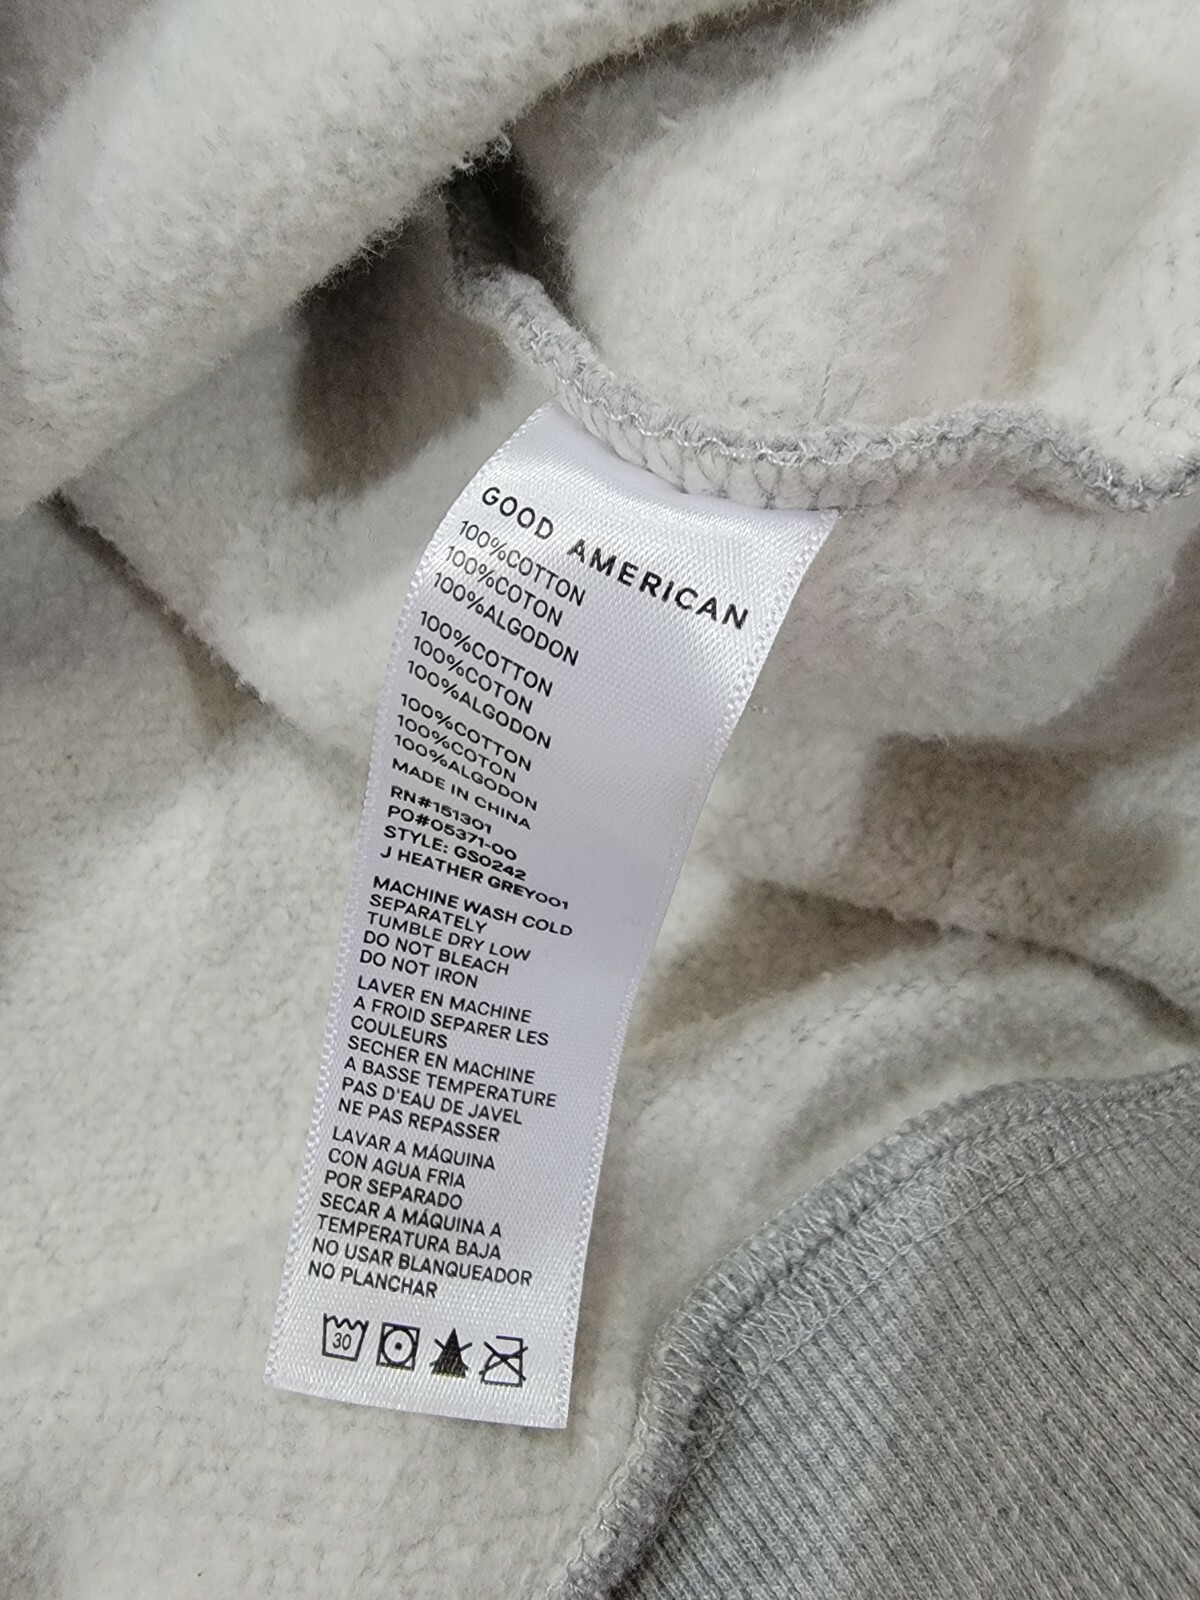 GOOD AMERICAN
100%COTTON
100%COTON
100%ALGODON
100%COTTON
100%COTON
100%ALGODON
100%COTTON
100%COTON
100%ALGODON
MADE IN CHINA
RN#151301
PO#05371-00
STYLE: GS0242
J HEATHER GREY001
MACHINE WASH COLD
SEPARATELY
TUMBLE DRY LOW
DO NOT BLEACH
DO NOT IRON
LAVER EN MACHINE
A FROID SEPARER LES
COULEURS
SECHER EN MACHINE
A BASSE TEMPERATURE
PAS D'EAU DE JAVEL
NE PAS REPASSER
LAVAR A MÁQUINA
CON AGUA FRIA
POR SEPARADO
SECAR A MÁQUINA A
TEMPERATURA BAJA
NO USAR BLANQUEADOR
NO PLANCHAR
30